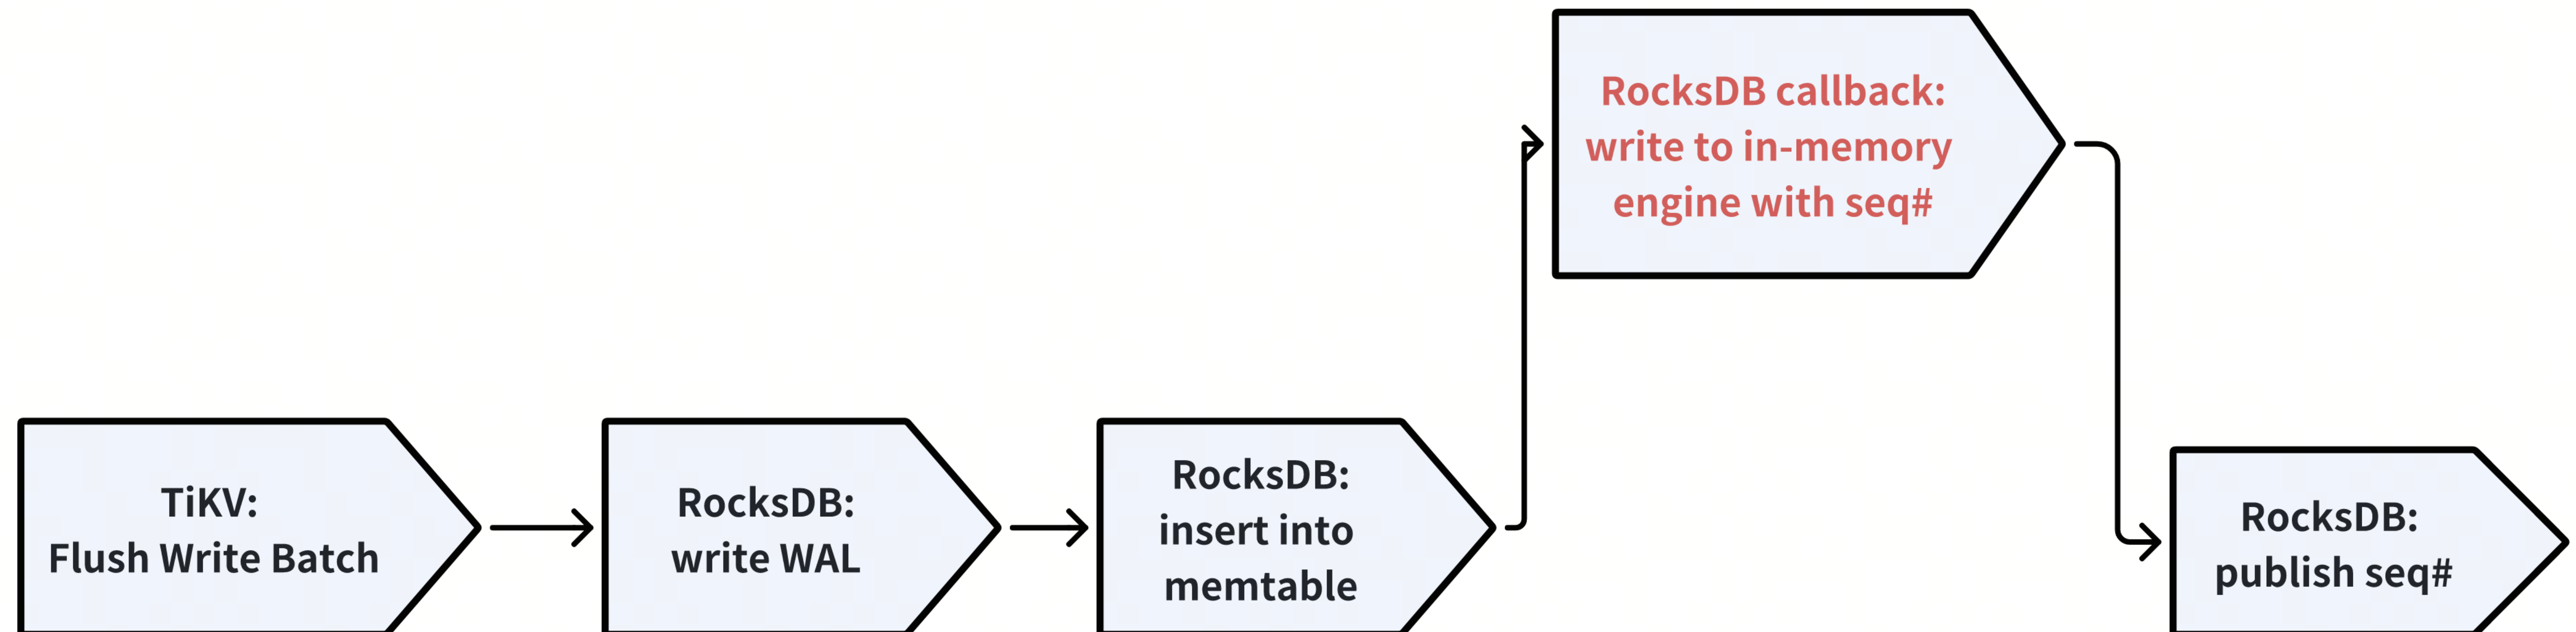 TiKV:
Flush Write Batch
RocksDB:
write WAL
RocksDB:
insert into
memtable
RocksDB callback:
write to in-memory
engine with seq#
RocksDB:
publish seq#